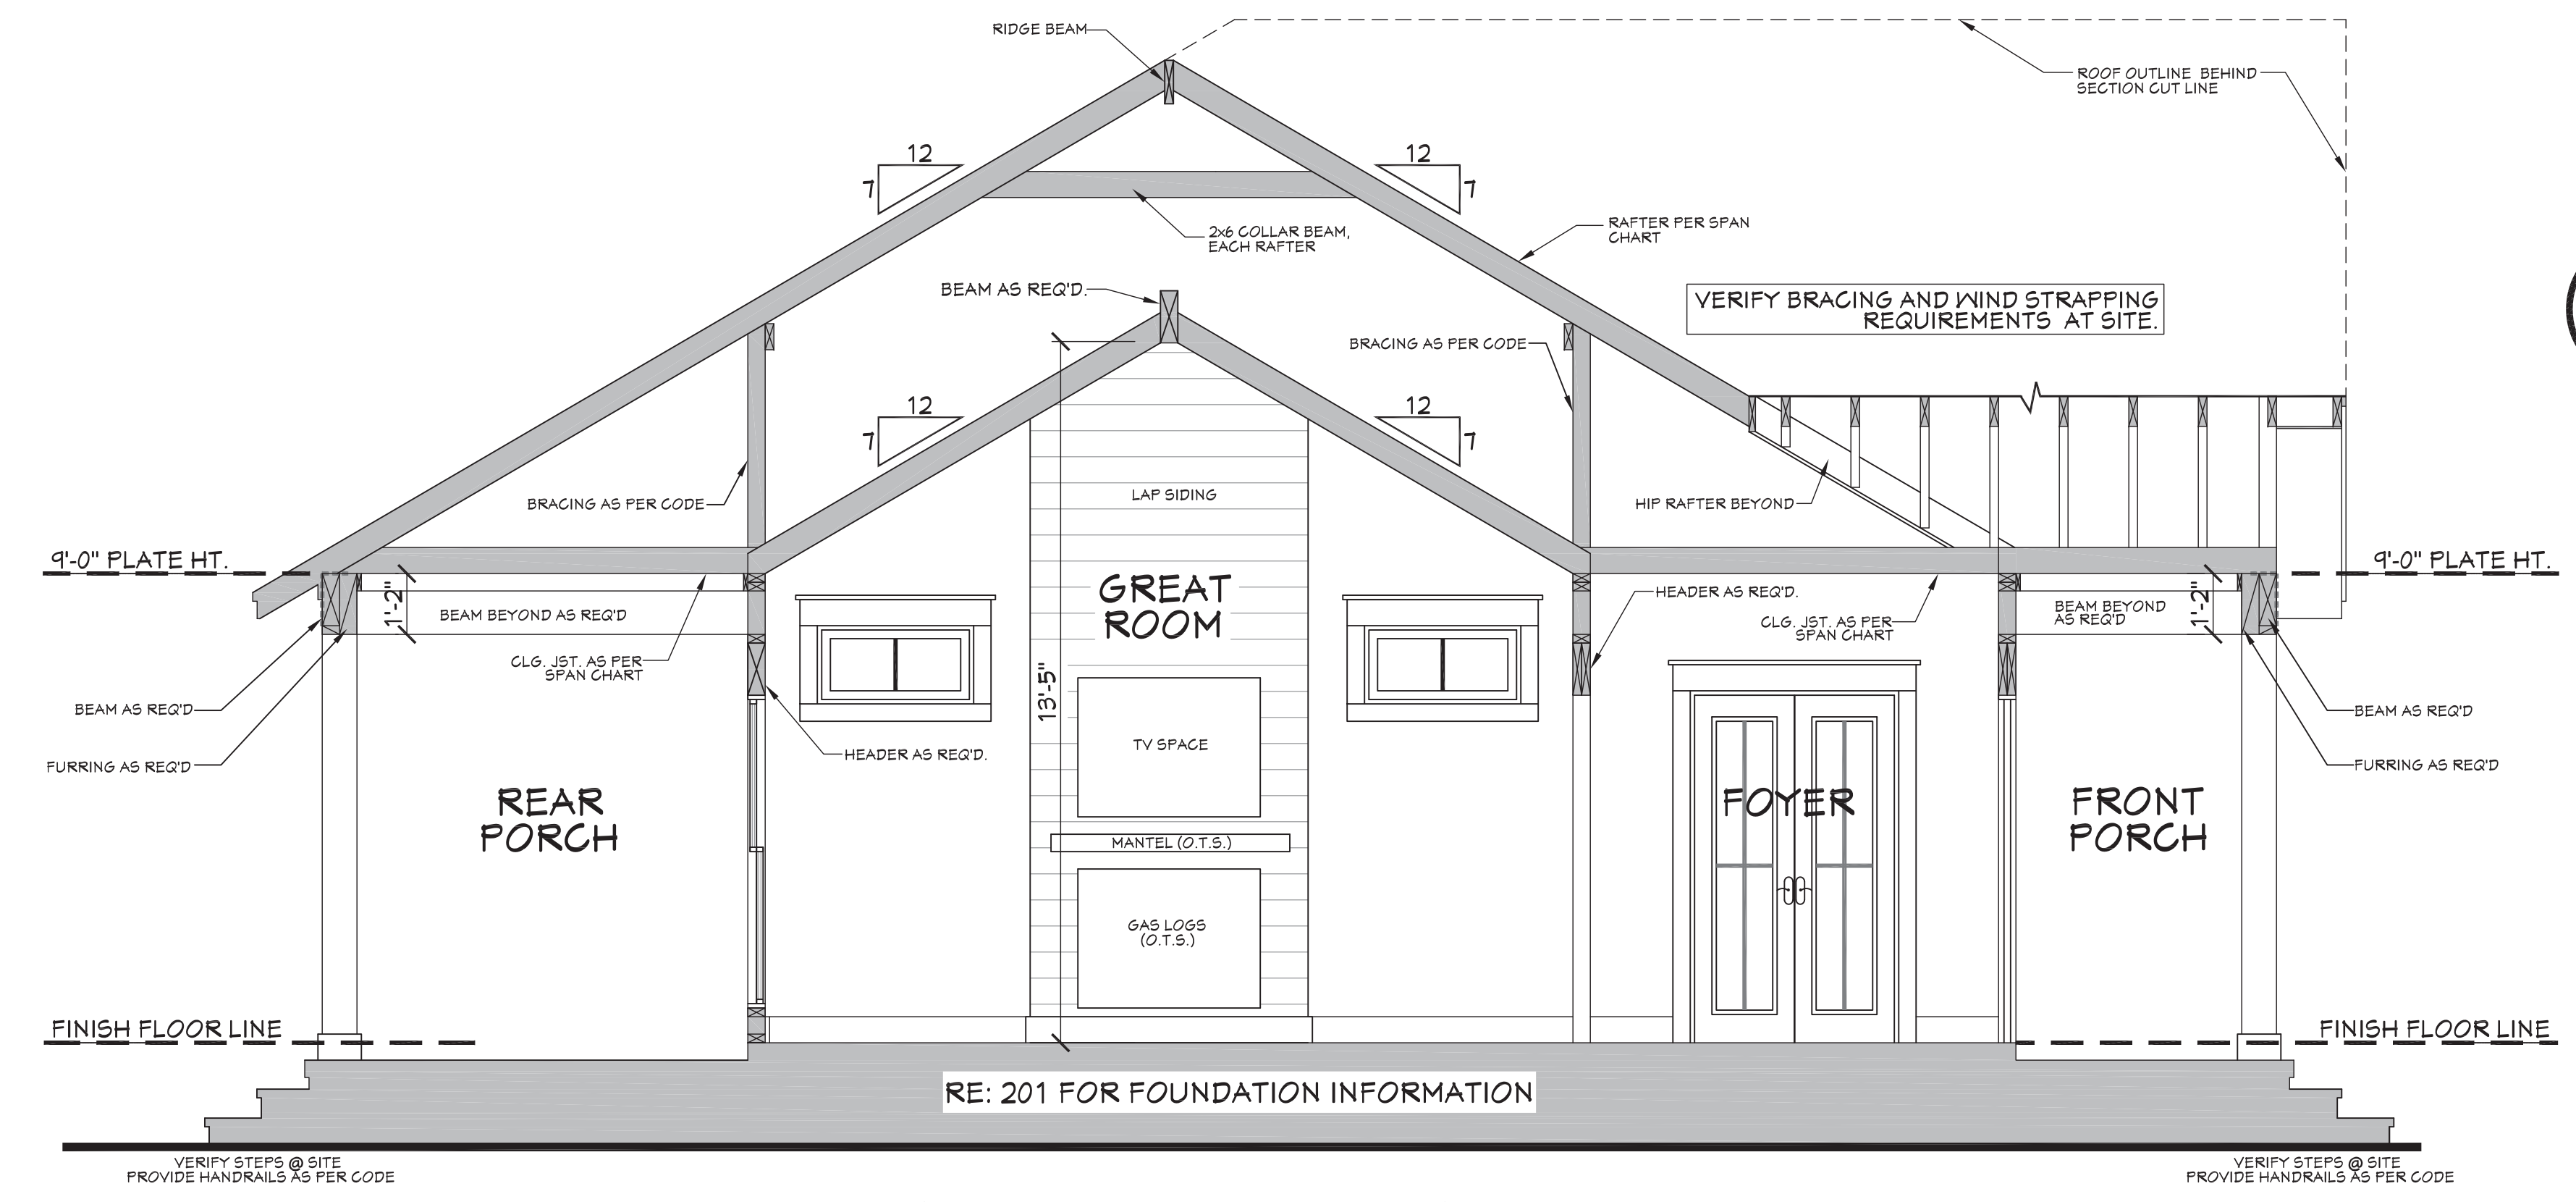 RIDGE BEAM
ROOF OUTLINE BEHIND
SECTION CUT LINE
12
7
12
7
2x6 COLLAR BEAM,
EACH RAFTER
RAFTER PER SPAN
CHART
BEAM AS REQ'D.
VERIFY BRACING AND WIND STRAPPING
REQUIREMENTS AT SITE.
BRACING AS PER CODE
12
7
12
7
LAP SIDING
BRACING AS PER CODE
HIP RAFTER BEYOND
9'-0" PLATE HT.
9'-0" PLATE HT.
1'-2"
BEAM BEYOND AS REQ'D
GREAT
ROOM
HEADER AS REQ'D.
CLG. JST. AS PER
SPAN CHART
BEAM BEYOND
AS REQ'D
1'-2"
CLG. JST. AS PER
SPAN CHART
13'-5"
BEAM AS REQ'D
BEAM AS REQ'D
TV SPACE
HEADER AS REQ'D.
FURRING AS REQ'D
FURRING AS REQ'D
REAR
PORCH
FOYER
FRONT
PORCH
MANTEL (O.T.S.)
GAS LOGS
(O.T.S.)
FINISH FLOOR LINE
FINISH FLOOR LINE
RE: 201 FOR FOUNDATION INFORMATION
VERIFY STEPS @ SITE
PROVIDE HANDRAILS AS PER CODE
VERIFY STEPS @ SITE
PROVIDE HANDRAILS AS PER CODE